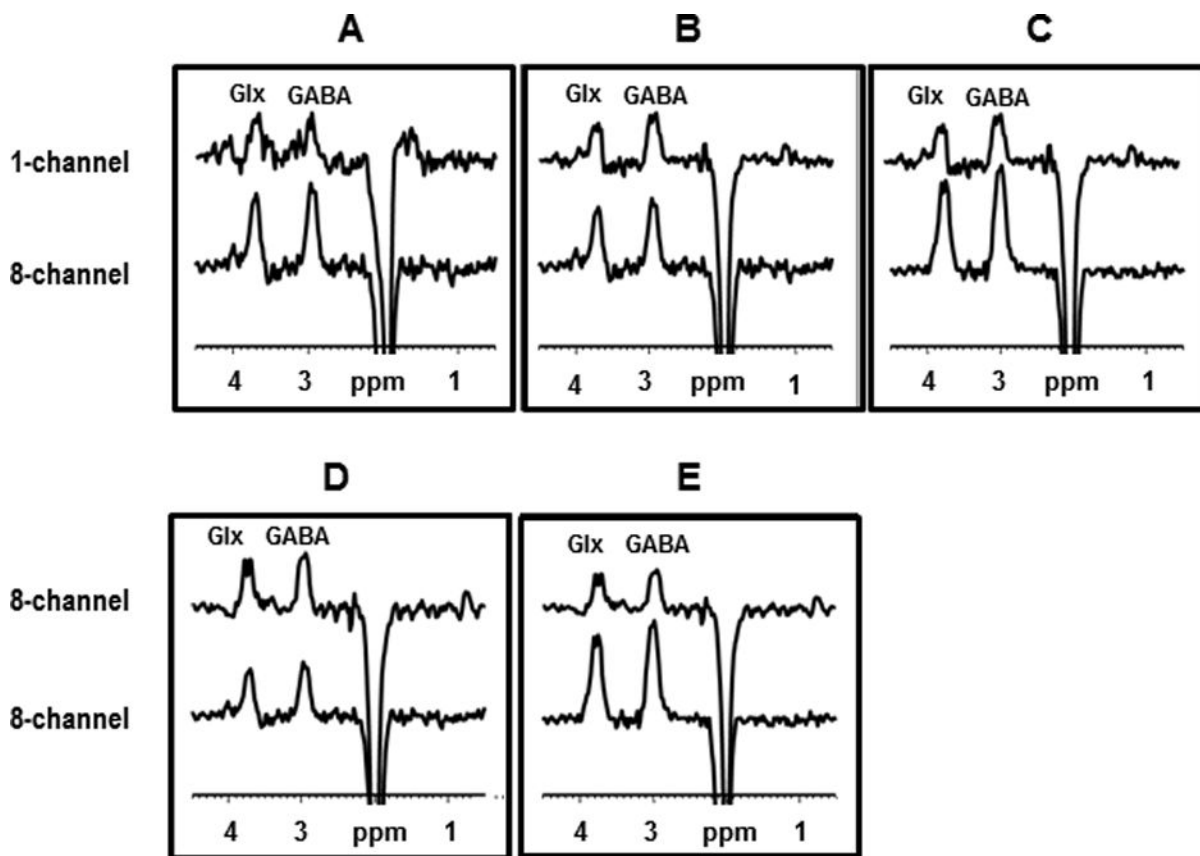 A B C
Glx GABA Glx GABA Glx GABA
1-channel
8-channel
4 3 ppm 1 4 3 ppm 1 4 3 ppm 1
D E
Glx GABA Glx GABA
8-channel
8-channel
4 3 ppm 1 4 3 ppm 1